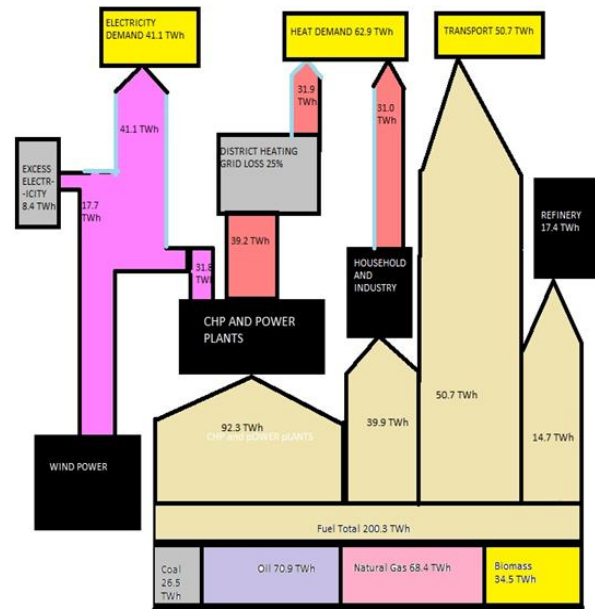 ELECTRICITY
DEMAND 41.1 TWh
HEAT DEMAND 62.9 TWh
TRANSPORT 50.7 TWh
41.1 TWh
31.9
TWh
31.0
TWh
DISTRICT HEATING
GRID LOSS 25%
EXCESS
ELECTR-
ICITY
8.4 TWh
17.7
TWh
REFINERY
17.4 TWh
39.2 TWh
31.8
TWh
HOUSEHOLD
AND
INDUSTRY
CHP AND POWER
PLANTS
50.7 TWh
92.3 TWh
39.9 TWh
14.7 TWh
CHP and pOWER pLANTS
WIND POWER
Fuel Total 200.3 TWh
Coal
26.5
TWh
Oil 70.9 TWh
Natural Gas 68.4 TWh
Biomass
34.5 TWh